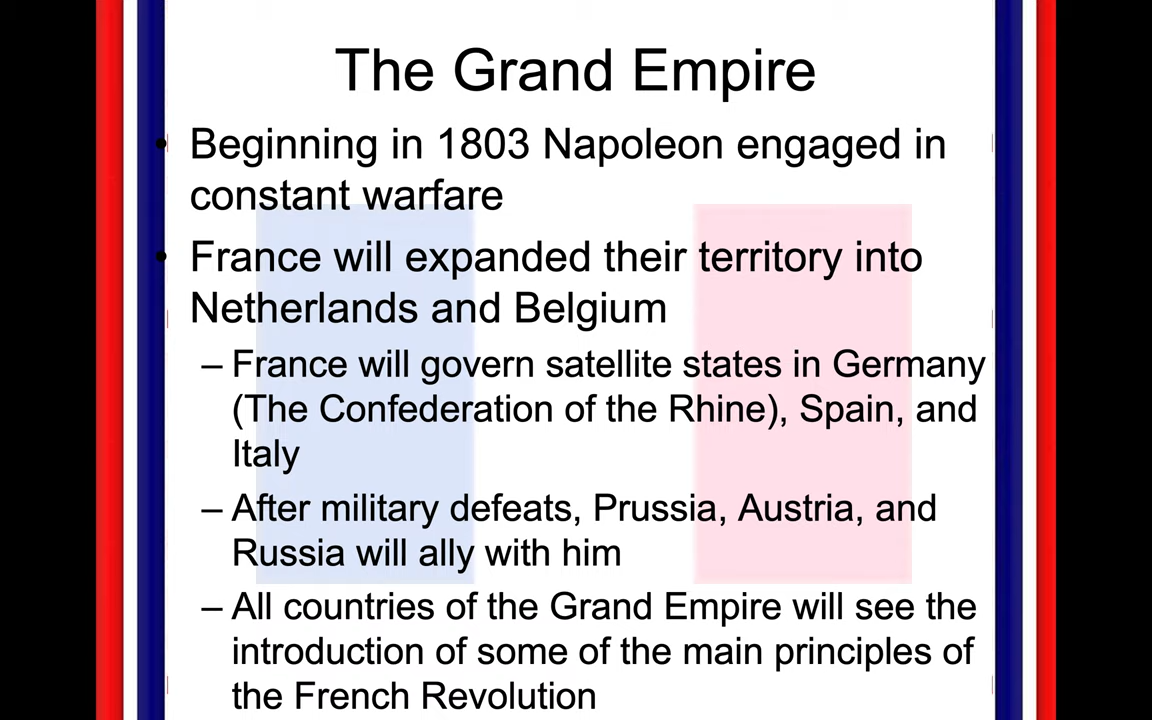 The Grand Empire
• Beginning in 1803 Napoleon engaged in
constant warfare
• France will expanded their territory into
Netherlands and Belgium
– France will govern satellite states in Germany
(The Confederation of the Rhine), Spain, and
Italy
– After military defeats, Prussia, Austria, and
Russia will ally with him
– All countries of the Grand Empire will see the
introduction of some of the main principles of
the French Revolution